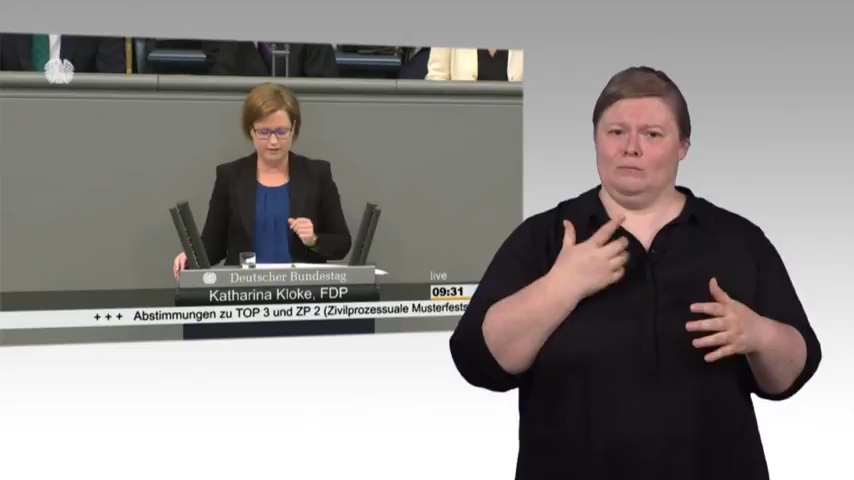 Deutscher Bundestag
live
Katharina Kloke, FDP
09:31
+++ Abstimmungen zu TOP 3 und ZP 2 (Zivilprozessuale Musterfests